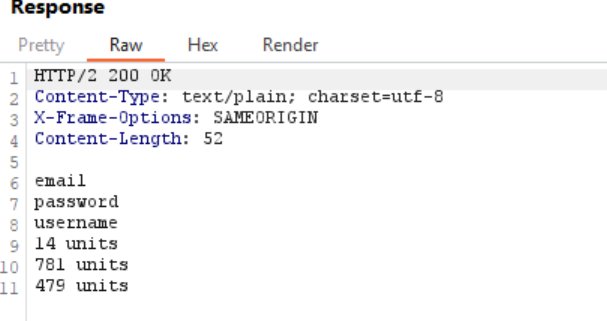 Response
Pretty Raw Hex Render
1 HTTP/2 200 OK
2 Content-Type: text/plain; charset=utf-8
3 X-Frame-Options: SAMEORIGIN
4 Content-Length: 52
5
6 email
7 password
8 username
9 14 units
10 781 units
11 479 units